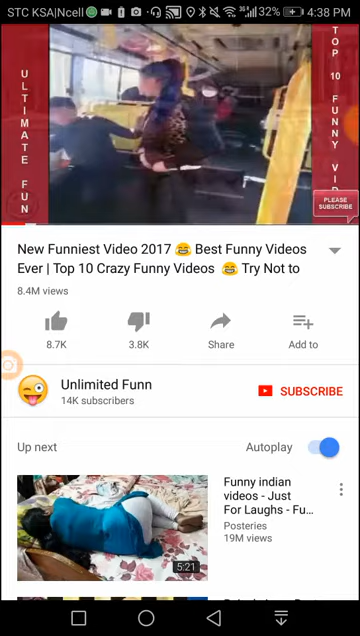 STC KSA|Ncell
3G
32%
4:38 PM
ULTIMATE FUN
TOP 10 FUNNY VID
PLEASE
SUBSCRIBE
New Funniest Video 2017 😂 Best Funny Videos
Ever | Top 10 Crazy Funny Videos 😂 Try Not to
8.4M views
8.7K
3.8K
Share
Add to
Unlimited Funn
14K subscribers
SUBSCRIBE
Up next
Autoplay
Funny indian
videos - Just
For Laughs - Fu...
Posteries
19M views
5:21